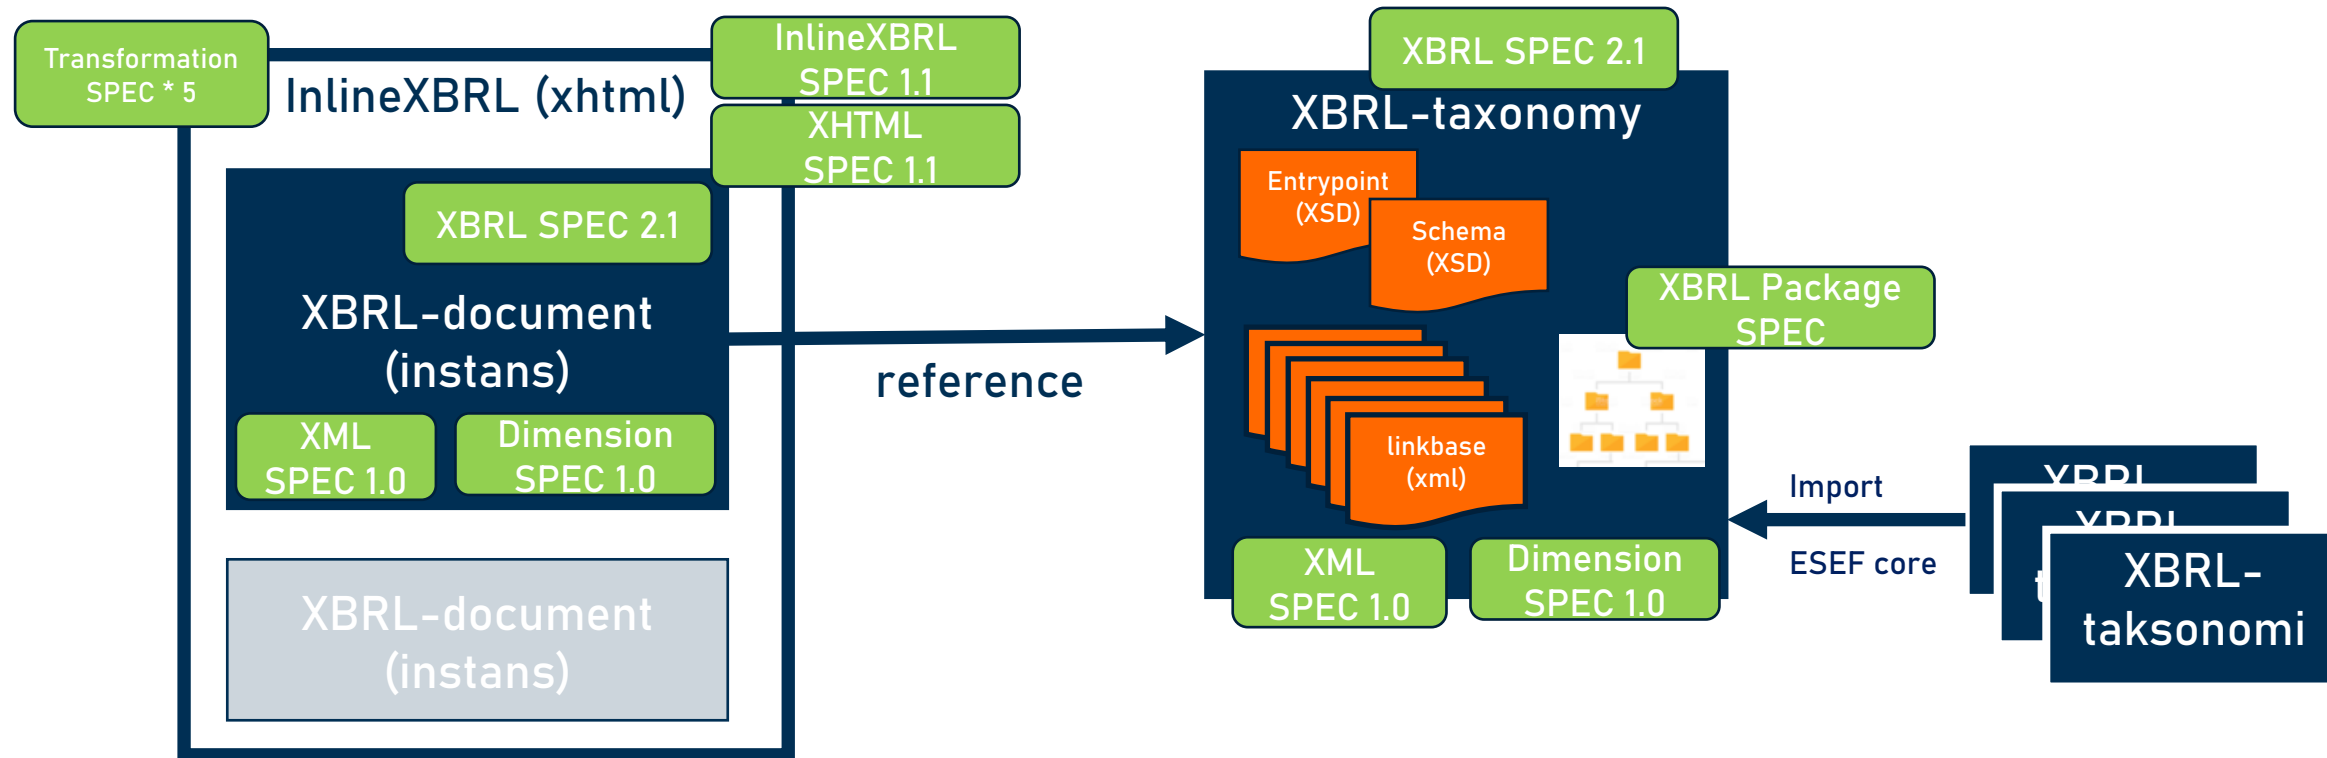 Transformation
SPEC * 5
InlineXBRL (xhtml)
InlineXBRL
SPEC 1.1
XHTML
SPEC 1.1
XBRL SPEC 2.1
XBRL-document
(instans)
XML
SPEC 1.0
Dimension
SPEC 1.0
XBRL-document
(instans)
reference
XBRL SPEC 2.1
XBRL-taxonomy
Entrypoint
(XSD)
Schema
(XSD)
XBRL Package
SPEC
linkbase
(xml)
XML
SPEC 1.0
Dimension
SPEC 1.0
Import
ESEF core
XBRL-
taksonomi